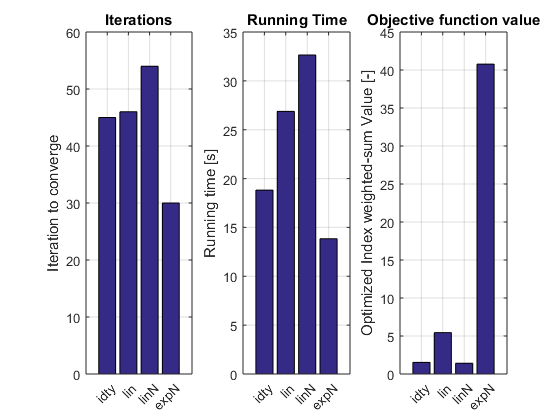 Iterations
Iteration to converge
60
50
40
30
20
10
0
idty
lin
linN
expN
Running Time
Running time [s]
35
30
25
20
15
10
5
0
idty
lin
linN
expN
Objective function value
Optimized Index weighted-sum Value [-]
45
40
35
30
25
20
15
10
5
0
idty
lin
linN
expN